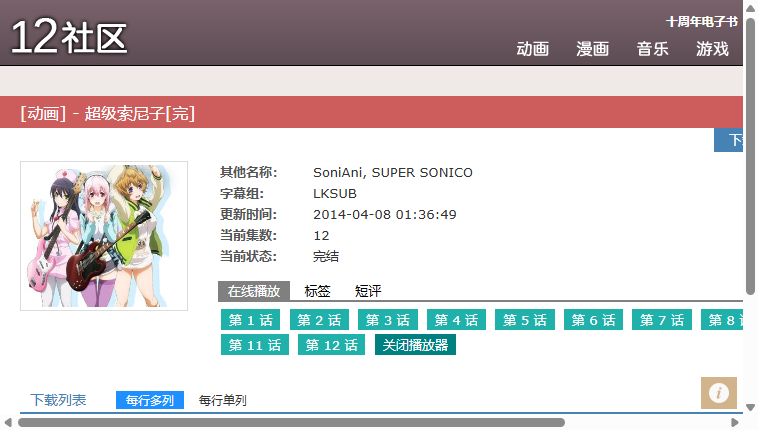 12社区
十周年电子书
动画 漫画 音乐 游戏
[动画] - 超级索尼子[完]
其他名称: SoniAni, SUPER SONICO
字幕组: LKSUB
更新时间: 2014-04-08 01:36:49
当前集数: 12
当前状态: 完结
在线播放 标签 短评
第 1 话 第 2 话 第 3 话 第 4 话 第 5 话 第 6 话 第 7 话 第 8
第 11 话 第 12 话 关闭播放器
下载列表 每行多列 每行单列